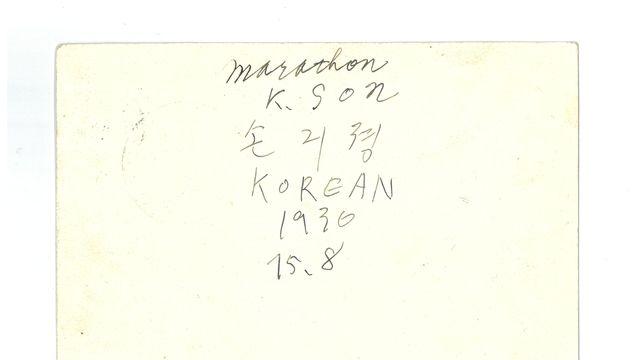 marathon
K. SON
손 긔 졍
KOREAN
1936
15.8